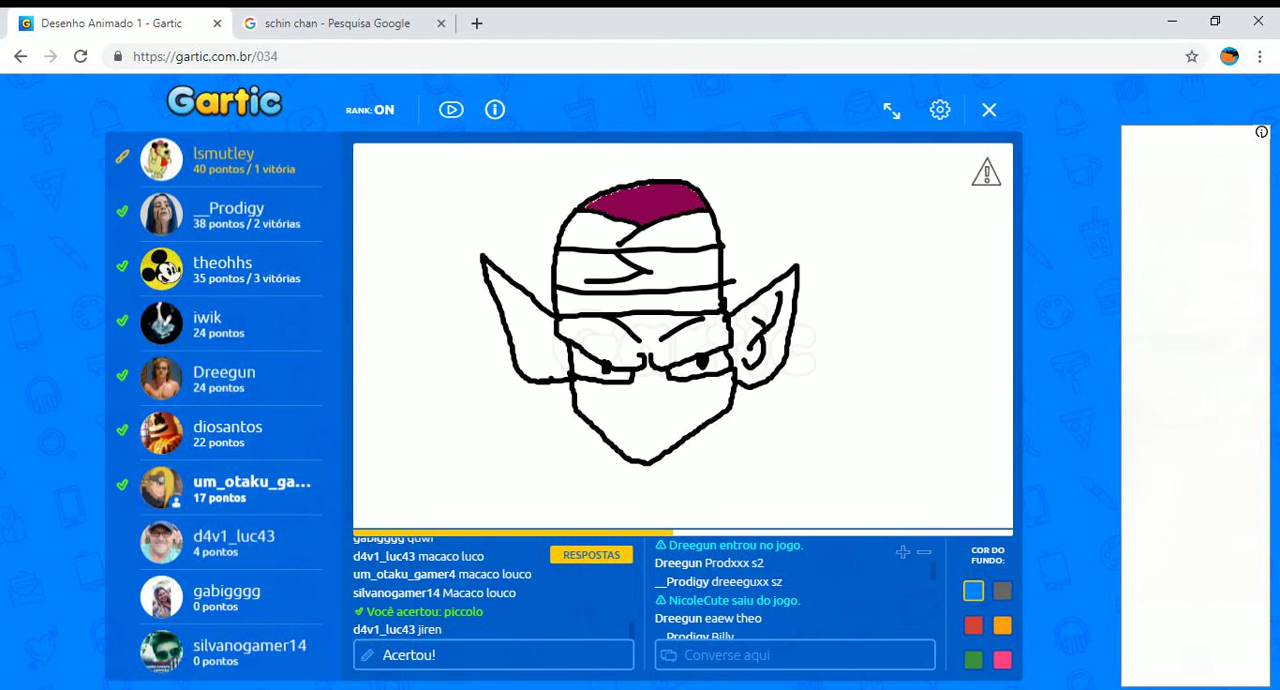 Desenho Animado 1 - Gartic
schin chan - Pesquisa Google
https://gartic.com.br/034
Gartic
RANK: ON
lsmutley
40 pontos / 1 vitória
__Prodigy
38 pontos / 2 vitórias
theohhs
35 pontos / 3 vitórias
iwik
24 pontos
Dreegun
24 pontos
diosantos
22 pontos
um_otaku_ga...
17 pontos
d4v1_luc43
4 pontos
gabigggg
0 pontos
silvanogamer14
0 pontos
d4v1_luc43 macaco luco
um_otaku_gamer4 macaco louco
silvanogamer14 Macaco louco
Você acertou: piccolo
d4v1_luc43 jiren
RESPOSTAS
Acertou!
Dreegun entrou no jogo.
Dreegun Prodxxx s2
__Prodigy dreeeguxx sz
NicoleCute saiu do jogo.
Dreegun eaew theo
Prodigy Billy
Converse aqui
COR DO
FUNDO: